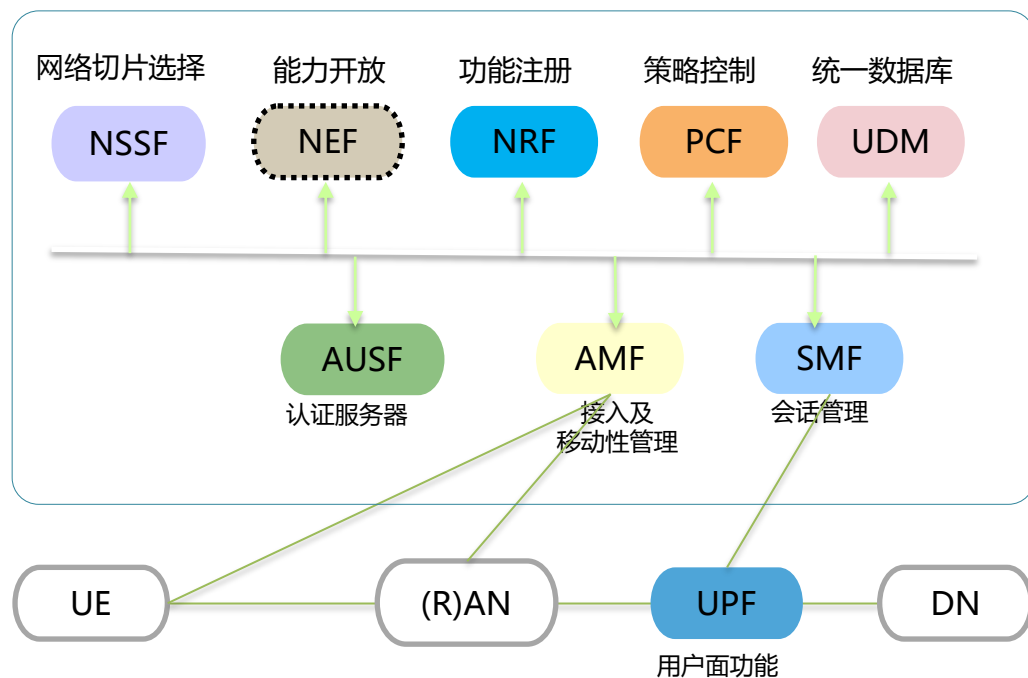 网络切片选择
能力开放
功能注册
策略控制
统一数据库
NSSF
NEF
NRF
PCF
UDM
AUSF
AMF
SMF
认证服务器
接入及
移动性管理
会话管理
UE
(R)AN
UPF
DN
用户面功能